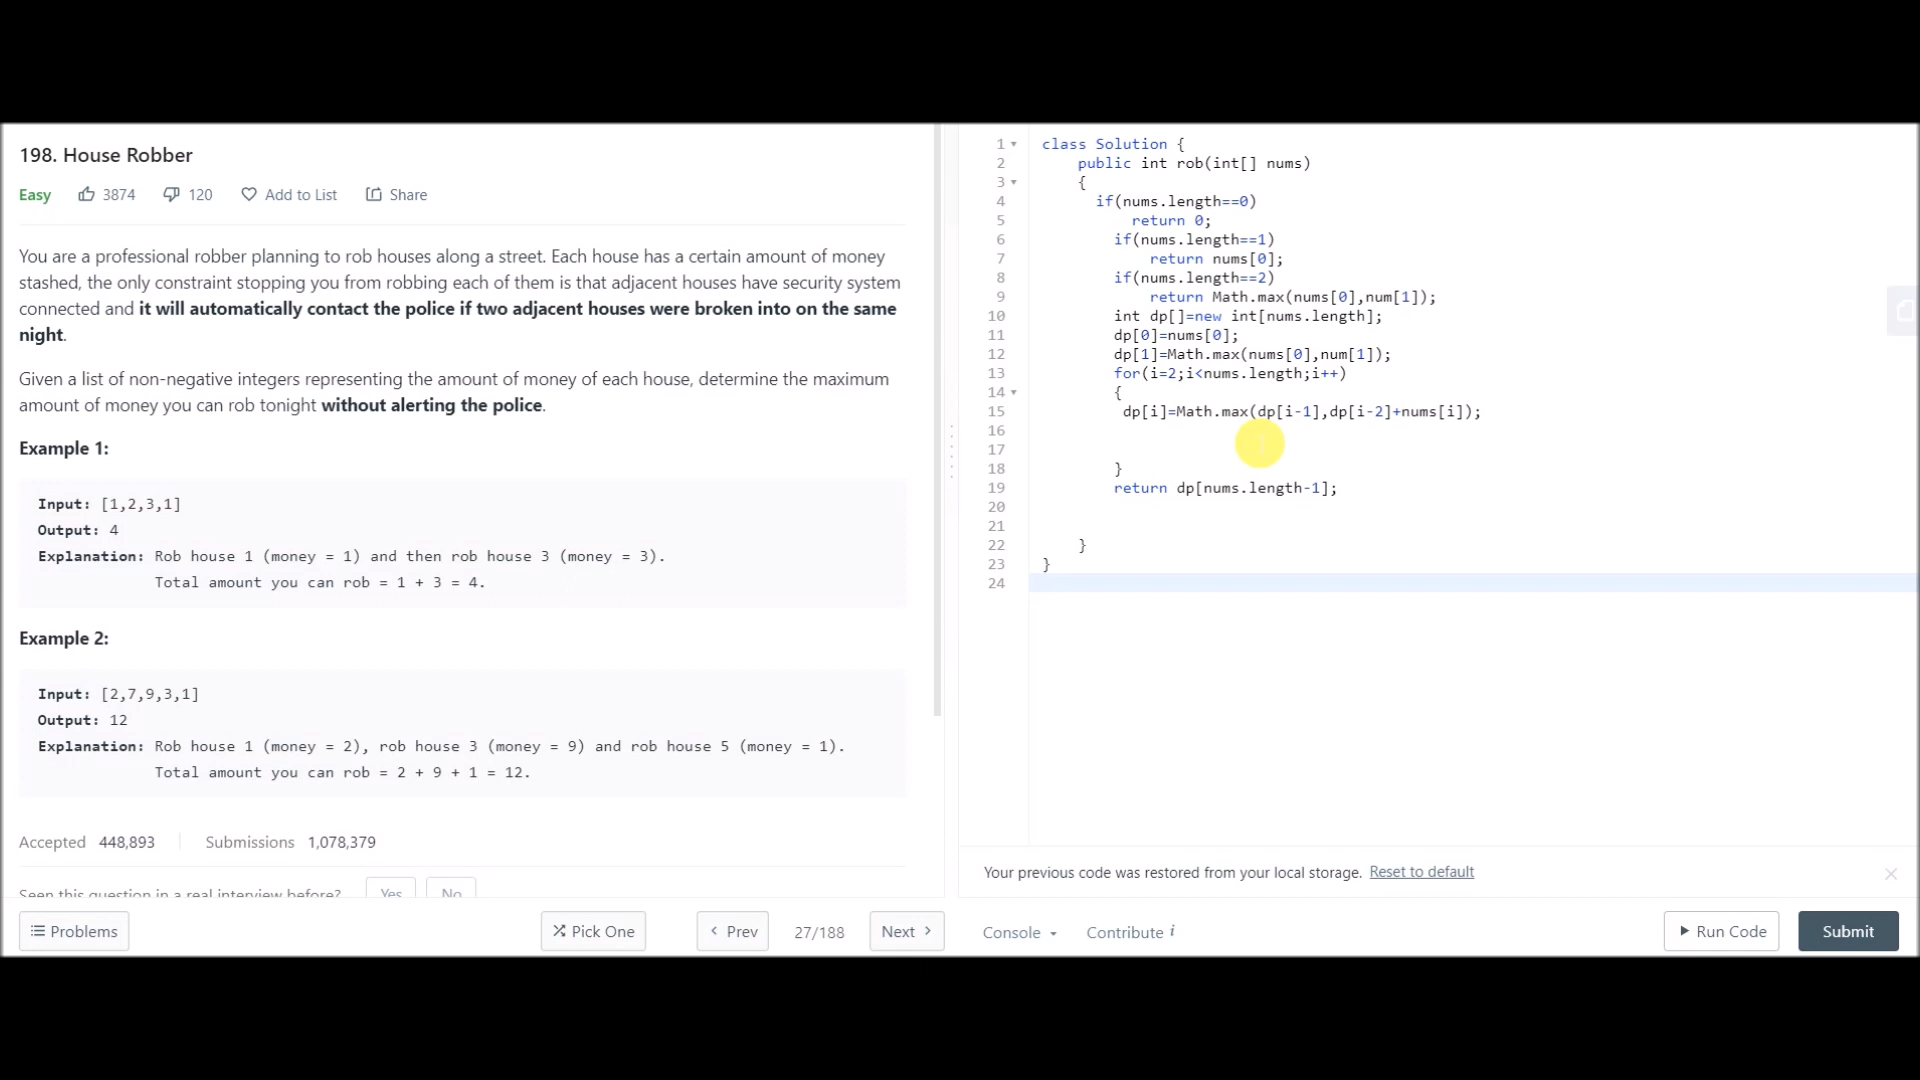 198. House Robber
Easy 3874 120 Add to List Share
You are a professional robber planning to rob houses along a street. Each house has a certain amount of money
stashed, the only constraint stopping you from robbing each of them is that adjacent houses have security system
connected and it will automatically contact the police if two adjacent houses were broken into on the same
night.
Given a list of non-negative integers representing the amount of money of each house, determine the maximum
amount of money you can rob tonight without alerting the police.
Example 1:
Input: [1,2,3,1]
Output: 4
Explanation: Rob house 1 (money = 1) and then rob house 3 (money = 3).
Total amount you can rob = 1 + 3 = 4.
Example 2:
Input: [2,7,9,3,1]
Output: 12
Explanation: Rob house 1 (money = 2), rob house 3 (money = 9) and rob house 5 (money = 1).
Total amount you can rob = 2 + 9 + 1 = 12.
Accepted 448,893 Submissions 1,078,379
Seen this question in a real interview before? Yes No
Problems Pick One Prev 27/188 Next
1 class Solution {
2 public int rob(int[] nums)
3 {
4 if(nums.length==0)
5 return 0;
6 if(nums.length==1)
7 return nums[0];
8 if(nums.length==2)
9 return Math.max(nums[0],num[1]);
10 int dp[]=new int[nums.length];
11 dp[0]=nums[0];
12 dp[1]=Math.max(nums[0],num[1]);
13 for(i=2;i<nums.length;i++)
14 {
15 dp[i]=Math.max(dp[i-1],dp[i-2]+nums[i]);
16
17
18 }
19 return dp[nums.length-1];
20
21
22 }
23 }
24
Your previous code was restored from your local storage. Reset to default
Console Contribute i Run Code Submit